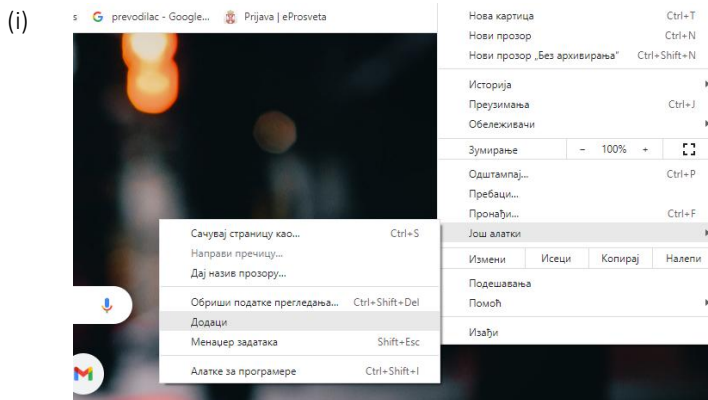 (i)
s prevodilac - Google... Prijava | eProsveta
Нова картица Ctrl+T
Нови прозор Ctrl+N
Нови прозор „Без архивирања“ Ctrl+Shift+N
Историја
Преузимања Ctrl+J
Обележивачи
Зумирање - 100% +
Одштампај... Ctrl+P
Пребаци...
Пронађи... Ctrl+F
Још алатки
Измени Исеци Копирај Налепи
Подешавања
Помоћ
Изађи
Сачувај страницу као... Ctrl+S
Направи пречицу...
Дај назив прозору...
Обриши податке прегледања... Ctrl+Shift+Del
Додаци
Менаџер задатака Shift+Esc
Алатке за програмере Ctrl+Shift+I